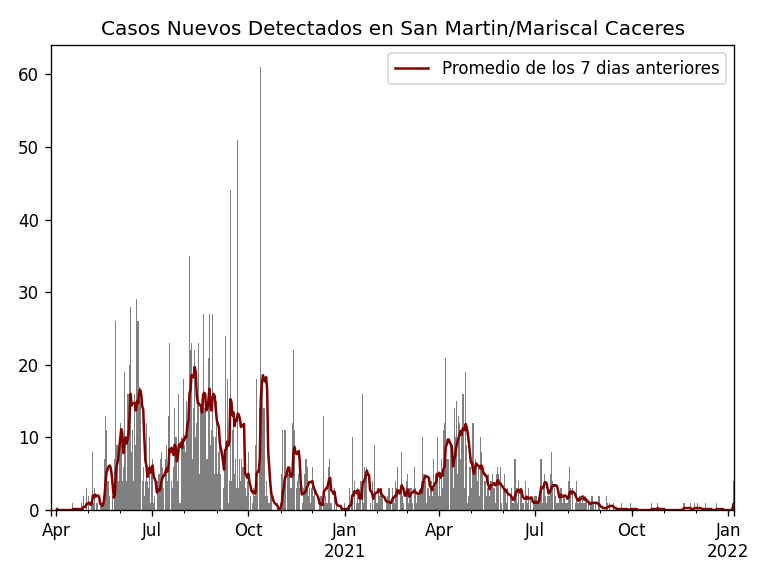 Casos Nuevos Detectados en San Martin/Mariscal Caceres
Promedio de los 7 dias anteriores
60
50
40
30
20
10
0
Apr Jul Oct Jan Apr Jul Oct Jan
2021 2022